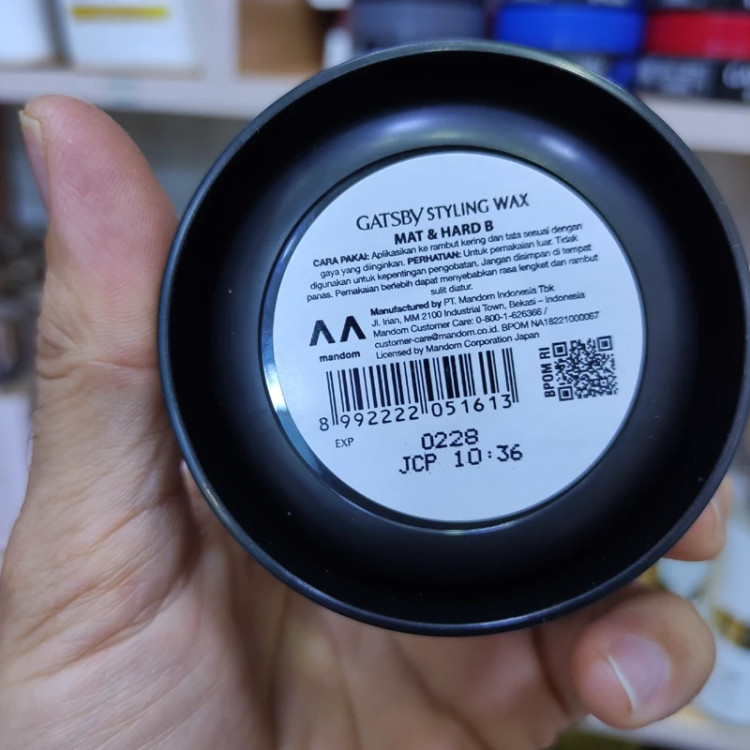 GATSBY STYLING WAX
MAT & HARD B
CARA PAKAI: Aplikasikan ke rambut kering dan tata sesuai dengan
gaya yang diinginkan. PERHATIAN: Untuk pemakaian luar. Tidak
digunakan untuk kepentingan pengobatan. Jangan disimpan di tempat
panas. Pemakaian berlebih dapat menyebabkan rasa lengket dan rambut
sulit diatur.
Manufactured by PT. Mandom Indonesia Tbk
Jl. Irian, MM 2100 Industrial Town, Bekasi – Indonesia
Mandom Customer Care: 0-800-1-626366 /
customer-care@mandom.co.id. BPOM NA18221000067
Licensed by Mandom Corporation Japan
mandom
BPOM RI
8 992222 051613
EXP
0228
JCP 10:36